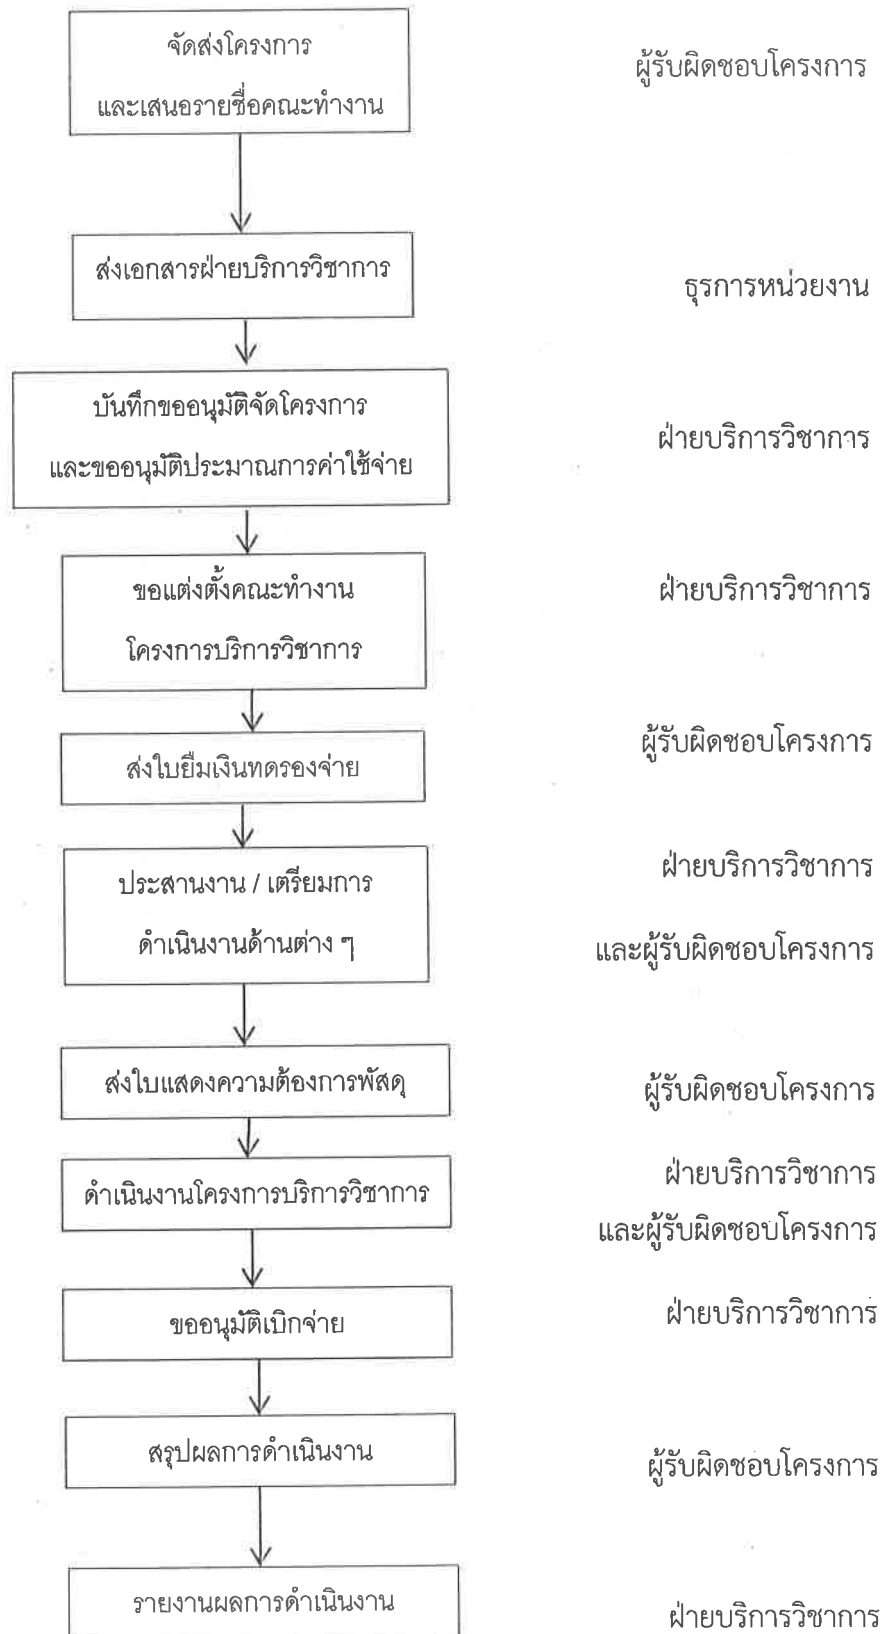 จัดส่งโครงการ
และเสนอรายชื่อคณะทำงาน
ผู้รับผิดชอบโครงการ
ส่งเอกสารฝ่ายบริการวิชาการ
ธุรการหน่วยงาน
บันทึกขออนุมัติจัดโครงการ
และขออนุมัติประมาณการค่าใช้จ่าย
ฝ่ายบริการวิชาการ
ขอแต่งตั้งคณะทำงาน
โครงการบริการวิชาการ
ฝ่ายบริการวิชาการ
ส่งใบยืมเงินทดรองจ่าย
ผู้รับผิดชอบโครงการ
ประสานงาน / เตรียมการ
ดำเนินงานด้านต่าง ๆ
ฝ่ายบริการวิชาการ
และผู้รับผิดชอบโครงการ
ส่งใบแสดงความต้องการพัสดุ
ผู้รับผิดชอบโครงการ
ดำเนินงานโครงการบริการวิชาการ
ฝ่ายบริการวิชาการ
และผู้รับผิดชอบโครงการ
ขออนุมัติเบิกจ่าย
ฝ่ายบริการวิชาการ
สรุปผลการดำเนินงาน
ผู้รับผิดชอบโครงการ
รายงานผลการดำเนินงาน
ฝ่ายบริการวิชาการ